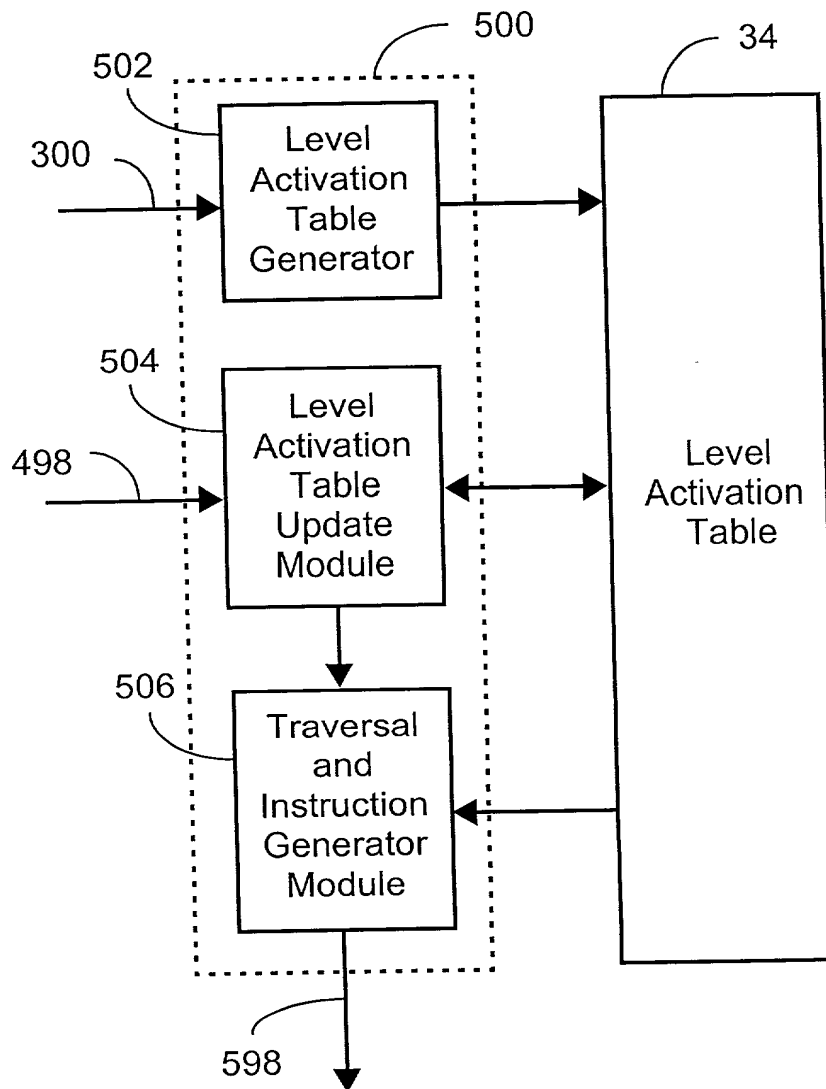 500
34
502
Level
Activation
Table
Generator
300
504
Level
Activation
Table
Update
Module
498
Level
Activation
Table
506
Traversal
and
Instruction
Generator
Module
598